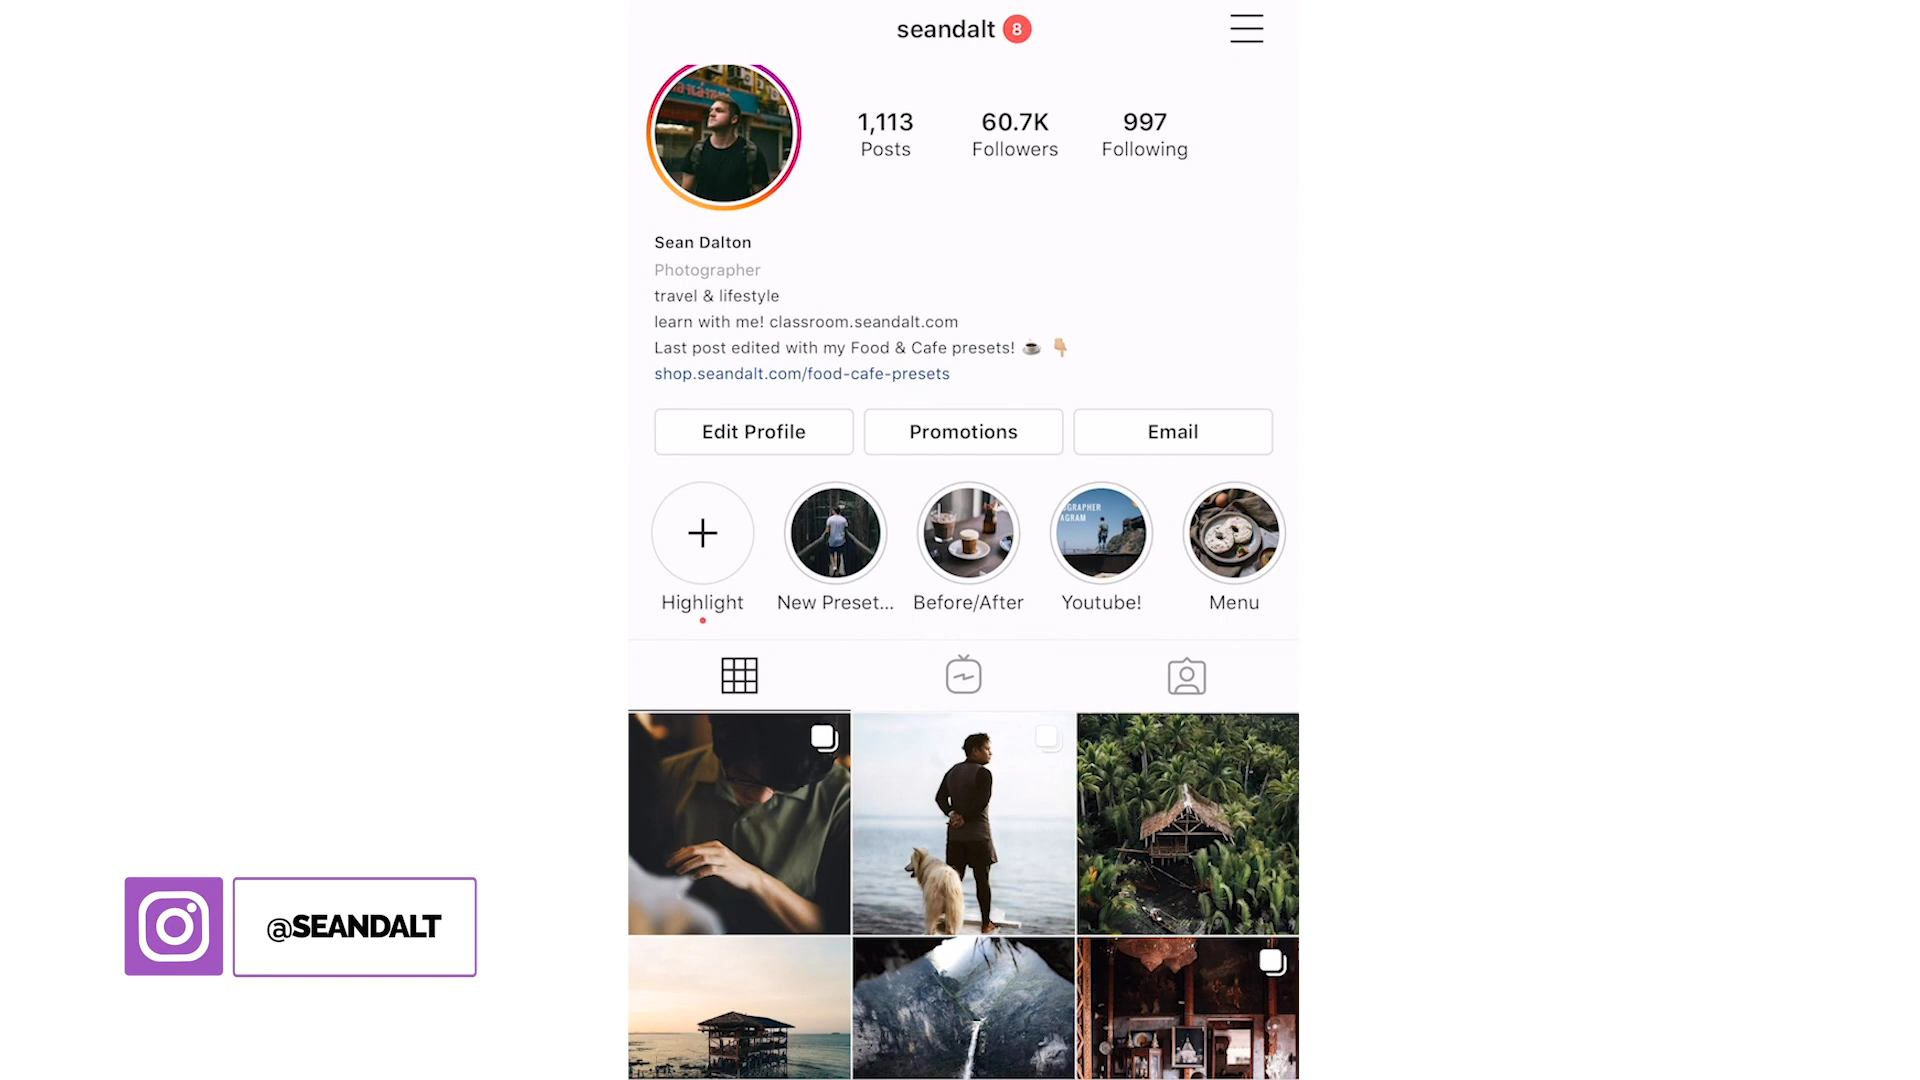 seandalt 8
1,113 60.7K 997
Posts Followers Following
Sean Dalton
Photographer
travel & lifestyle
learn with me! classroom.seandalt.com
Last post edited with my Food & Cafe presets! ☕ 👇🏼
shop.seandalt.com/food-cafe-presets
Edit Profile Promotions Email
OGRAPHER
AGRAM
Highlight New Preset... Before/After Youtube! Menu
@SEANDALT